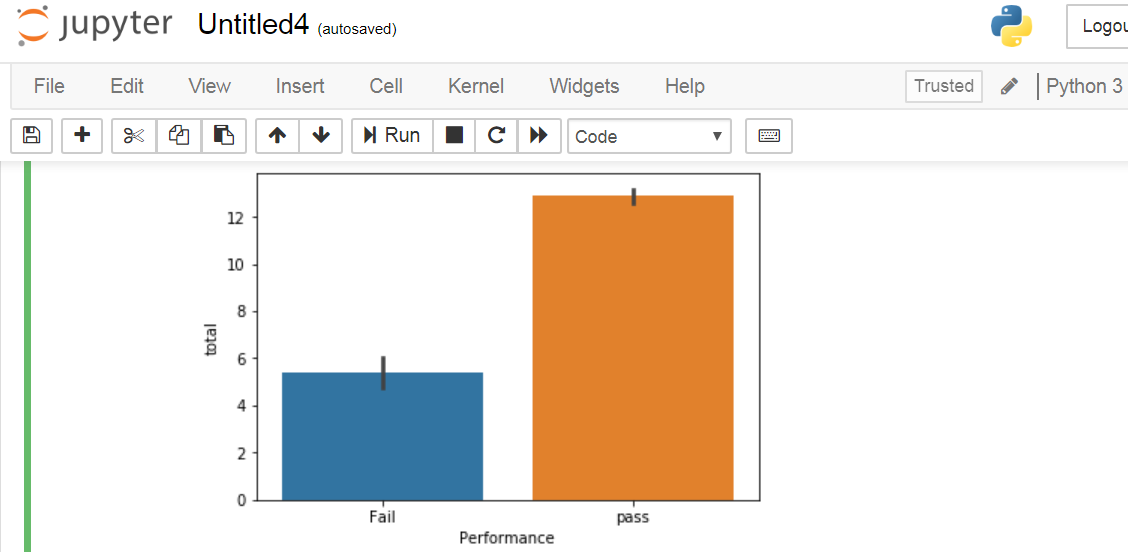 jupyter Untitled4 (autosaved)
Logou
File Edit View Insert Cell Kernel Widgets Help Trusted Python 3
Run Code
12
10
8
6
4
2
0
total
Fail pass
Performance